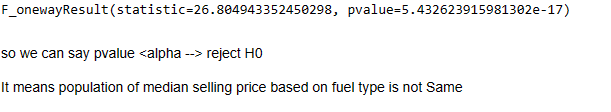 F_onewayResult(statistic=26.804943352450298, pvalue=5.432623915981302e-17)
so we can say pvalue <alpha --> reject H0
It means population of median selling price based on fuel type is not Same